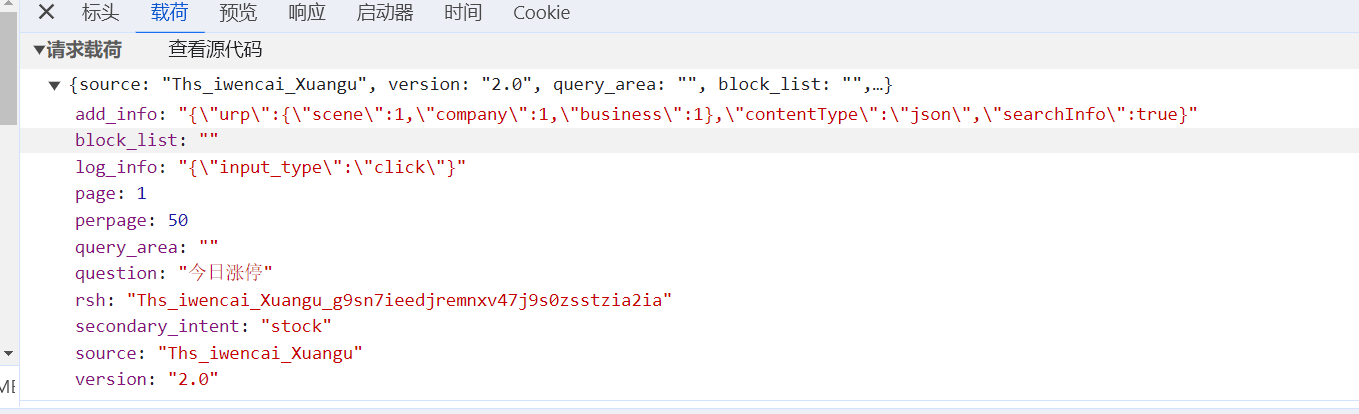 标头 载荷 预览 响应 启动器 时间 Cookie
▼请求载荷 查看源代码
▼ {source: "Ths_iwencai_Xuangu", version: "2.0", query_area: "", block_list: "",…}
add_info: "{\"urp\":{\"scene\":1,\"company\":1,\"business\":1},\"contentType\":\"json\",\"searchInfo\":true}"
block_list: ""
log_info: "{\"input_type\":\"click\"}"
page: 1
perpage: 50
query_area: ""
question: "今日涨停"
rsh: "Ths_iwencai_Xuangu_g9sn7ieedjremnxv47j9s0zsstzia2ia"
secondary_intent: "stock"
source: "Ths_iwencai_Xuangu"
version: "2.0"